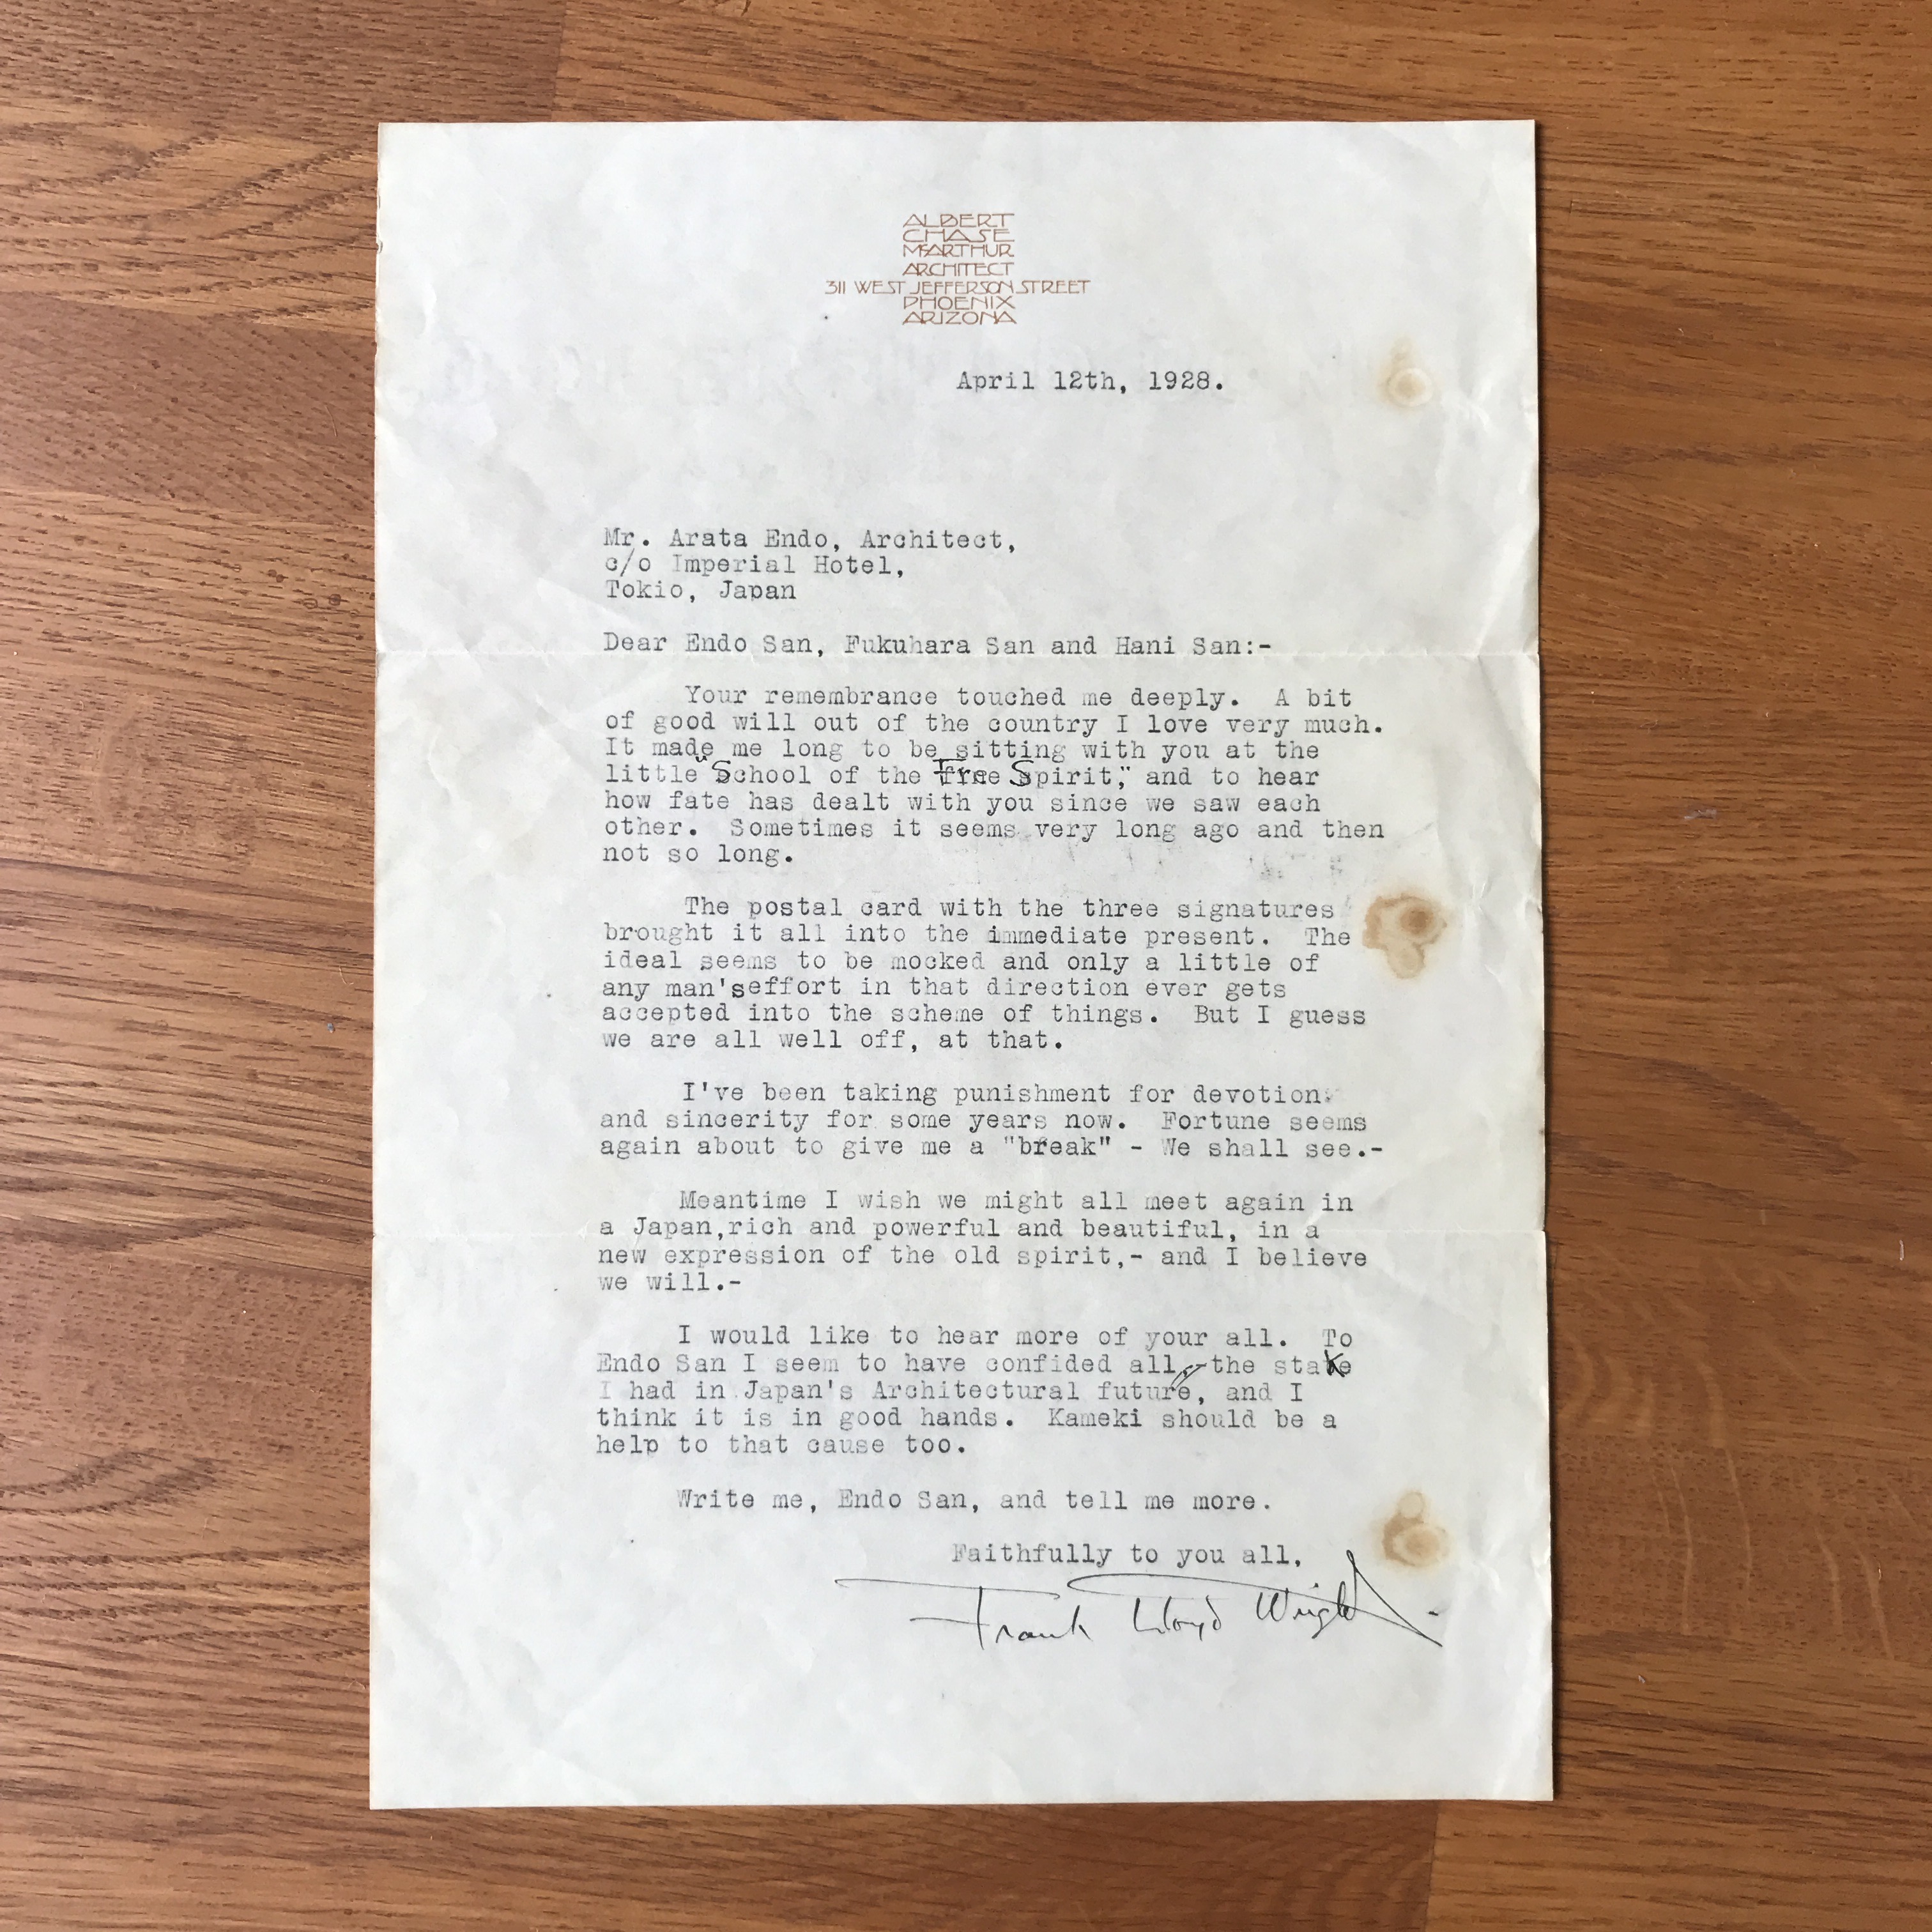 ALBERT
CHASE
McARTHUR
ARCHITECT
311 WEST JEFFERSON STREET
PHOENIX
ARIZONA
April 12th, 1928.
Mr. Arata Endo, Architect,
c/o Imperial Hotel,
Tokio, Japan
Dear Endo San, Fukuhara San and Hani San:-
Your remembrance touched me deeply. A bit
of good will out of the country I love very much.
It made me long to be sitting with you at the
little "School of the Free Spirit," and to hear
how fate has dealt with you since we saw each
other. Sometimes it seems very long ago and then
not so long.
The postal card with the three signatures
brought it all into the immediate present. The
ideal seems to be mocked and only a little of
any man's effort in that direction ever gets
accepted into the scheme of things. But I guess
we are all well off, at that.
I've been taking punishment for devotion
and sincerity for some years now. Fortune seems
again about to give me a "break" - We shall see.-
Meantime I wish we might all meet again in
a Japan,rich and powerful and beautiful, in a
new expression of the old spirit,- and I believe
we will.-
I would like to hear more of your all. To
Endo San I seem to have confided all, the stake
I had in Japan's Architectural future, and I
think it is in good hands. Kameki should be a
help to that cause too.
Write me, Endo San, and tell me more.
Faithfully to you all,
Frank Lloyd Wright.